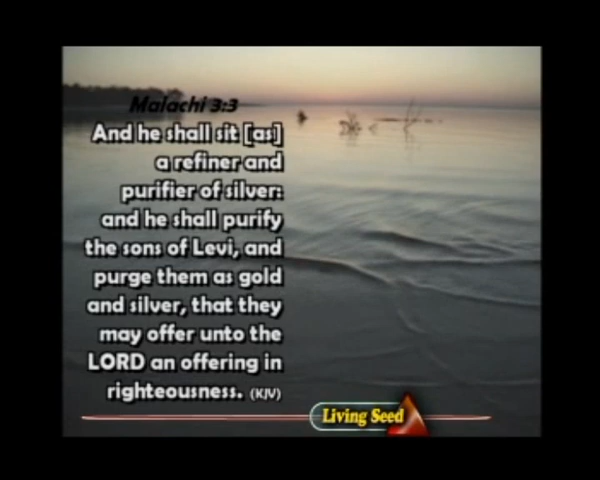 Malachi 3:3
And he shall sit [as]
a refiner and
purifier of silver:
and he shall purify
the sons of Levi, and
purge them as gold
and silver, that they
may offer unto the
LORD an offering in
righteousness. (KJV)
Living Seed